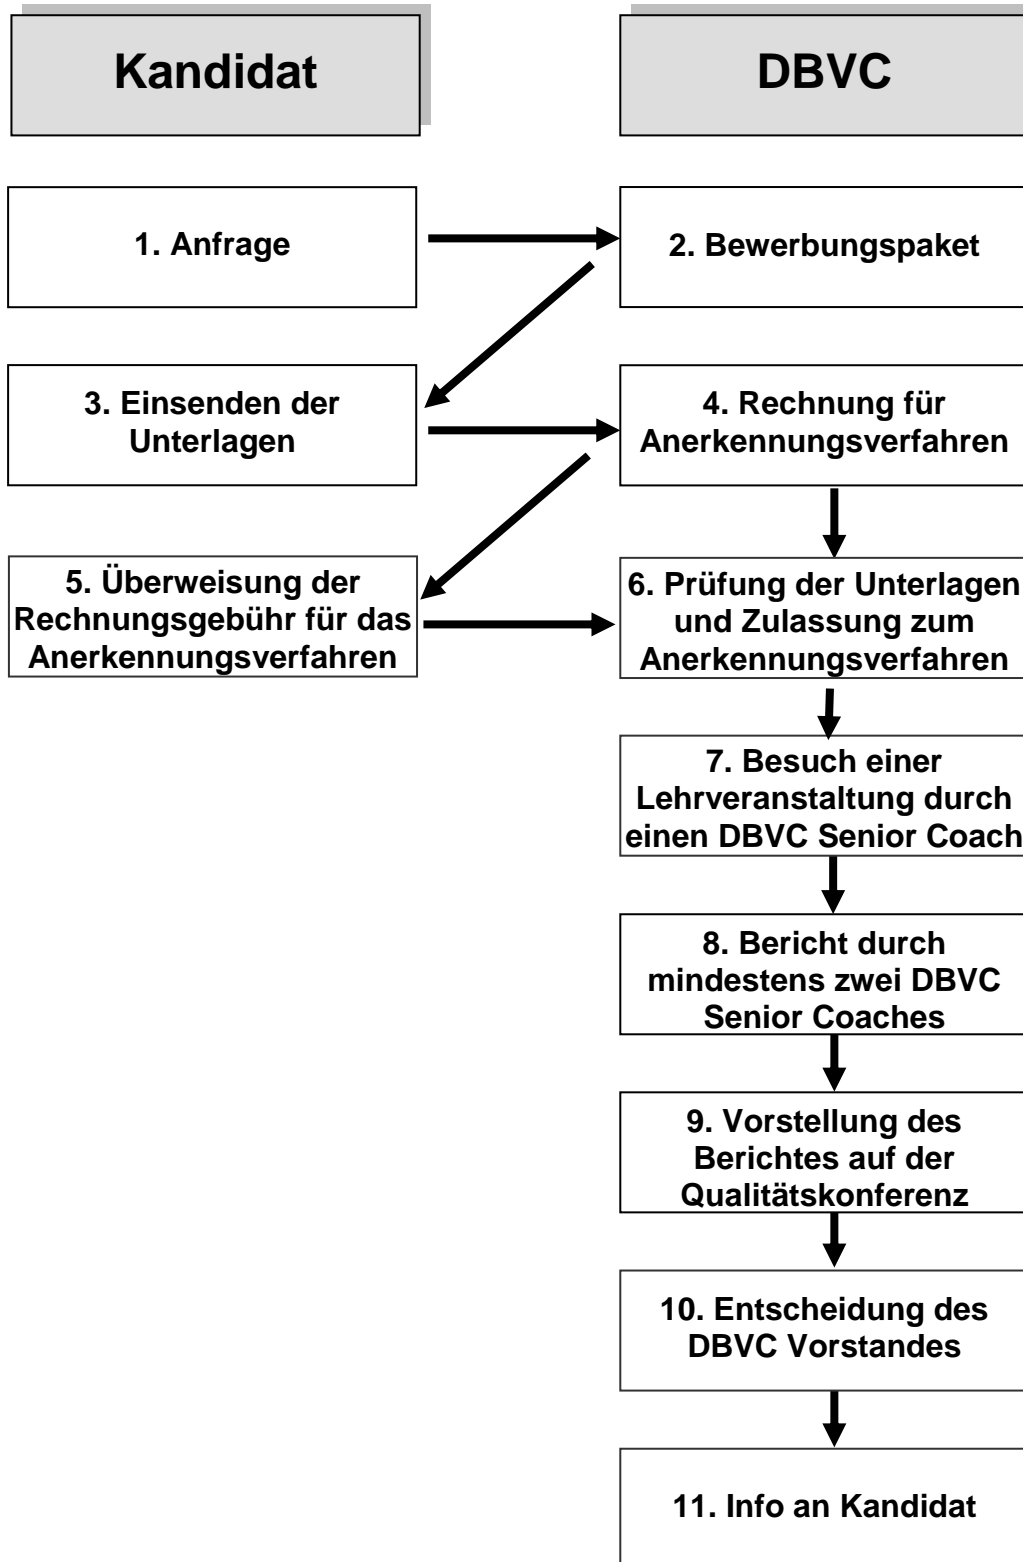 Kandidat
DBVC
1. Anfrage
2. Bewerbungspaket
3. Einsenden der
Unterlagen
4. Rechnung für
Anerkennungsverfahren
5. Überweisung der
Rechnungsgebühr für das
Anerkennungsverfahren
6. Prüfung der Unterlagen
und Zulassung zum
Anerkennungsverfahren
7. Besuch einer
Lehrveranstaltung durch
einen DBVC Senior Coach
8. Bericht durch
mindestens zwei DBVC
Senior Coaches
9. Vorstellung des
Berichtes auf der
Qualitätskonferenz
10. Entscheidung des
DBVC Vorstandes
11. Info an Kandidat